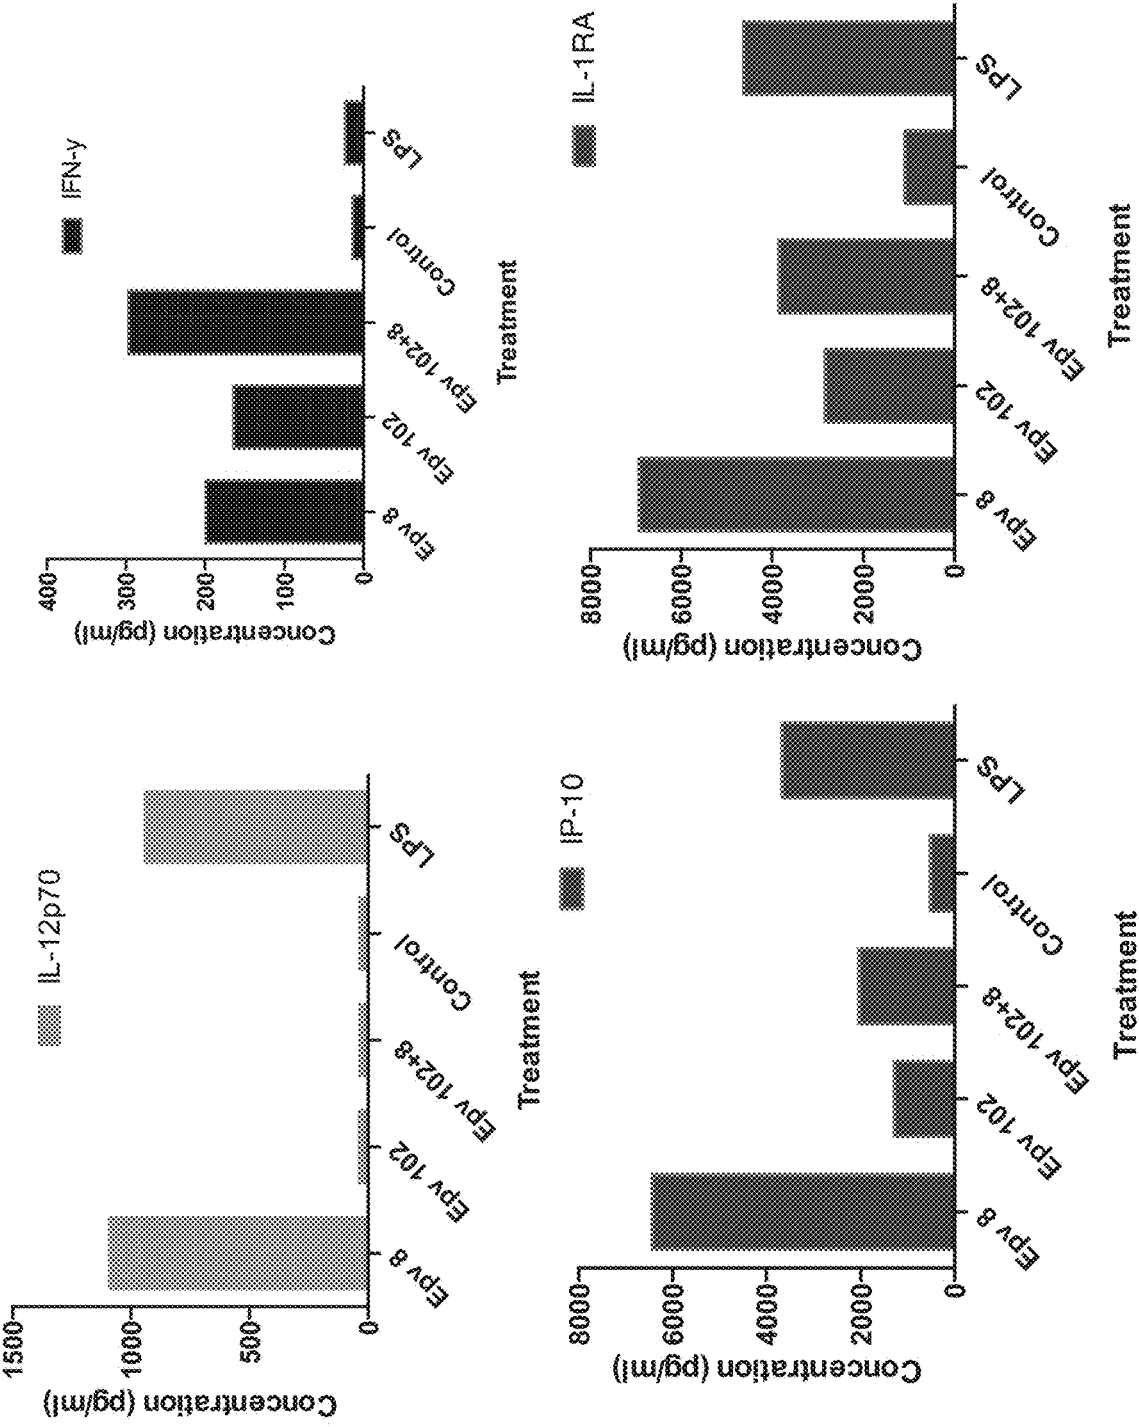 IL-12p70
1500
1000
500
0
Concentration (pg/ml)
Epv 8
Epv 102
Epv 102+8
Control
LPS
Treatment
IFN-y
400
300
200
100
0
Concentration (pg/ml)
Epv 8
Epv 102
Epv 102+8
Control
LPS
Treatment
IP-10
8000
6000
4000
2000
0
Concentration (pg/ml)
Epv 8
Epv 102
Epv 102+8
Control
LPS
Treatment
IL-1RA
8000
6000
4000
2000
0
Concentration (pg/ml)
Epv 8
Epv 102
Epv 102+8
Control
LPS
Treatment